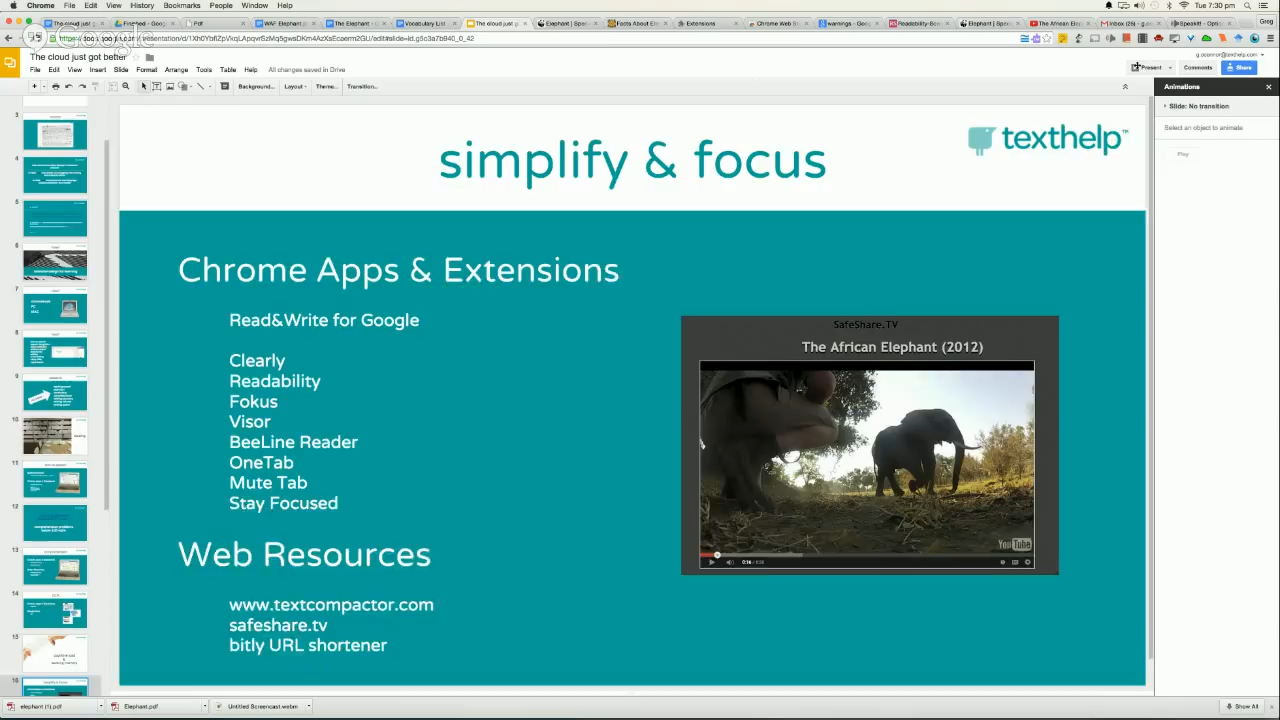 Chrome File Edit View History Bookmarks People Window Help
Tue 7:30 pm
The cloud just got better
g.oconnor@texthelp.com
File Edit View Insert Slide Format Arrange Tools Table Help All changes saved in Drive
Present Comments Share
Background... Layout Theme... Transition...
Animations
Slide: No transition
Select an object to animate
Play
texthelp™
simplify & focus
Chrome Apps & Extensions
Read&Write for Google
Clearly
Readability
Fokus
Visor
BeeLine Reader
OneTab
Mute Tab
Stay Focused
SafeShare.TV
The African Elephant (2012)
YouTube
Web Resources
www.textcompactor.com
safeshare.tv
bitly URL shortener
elephant (1).pdf Elephant.pdf Untitled Screencast.webm Show All